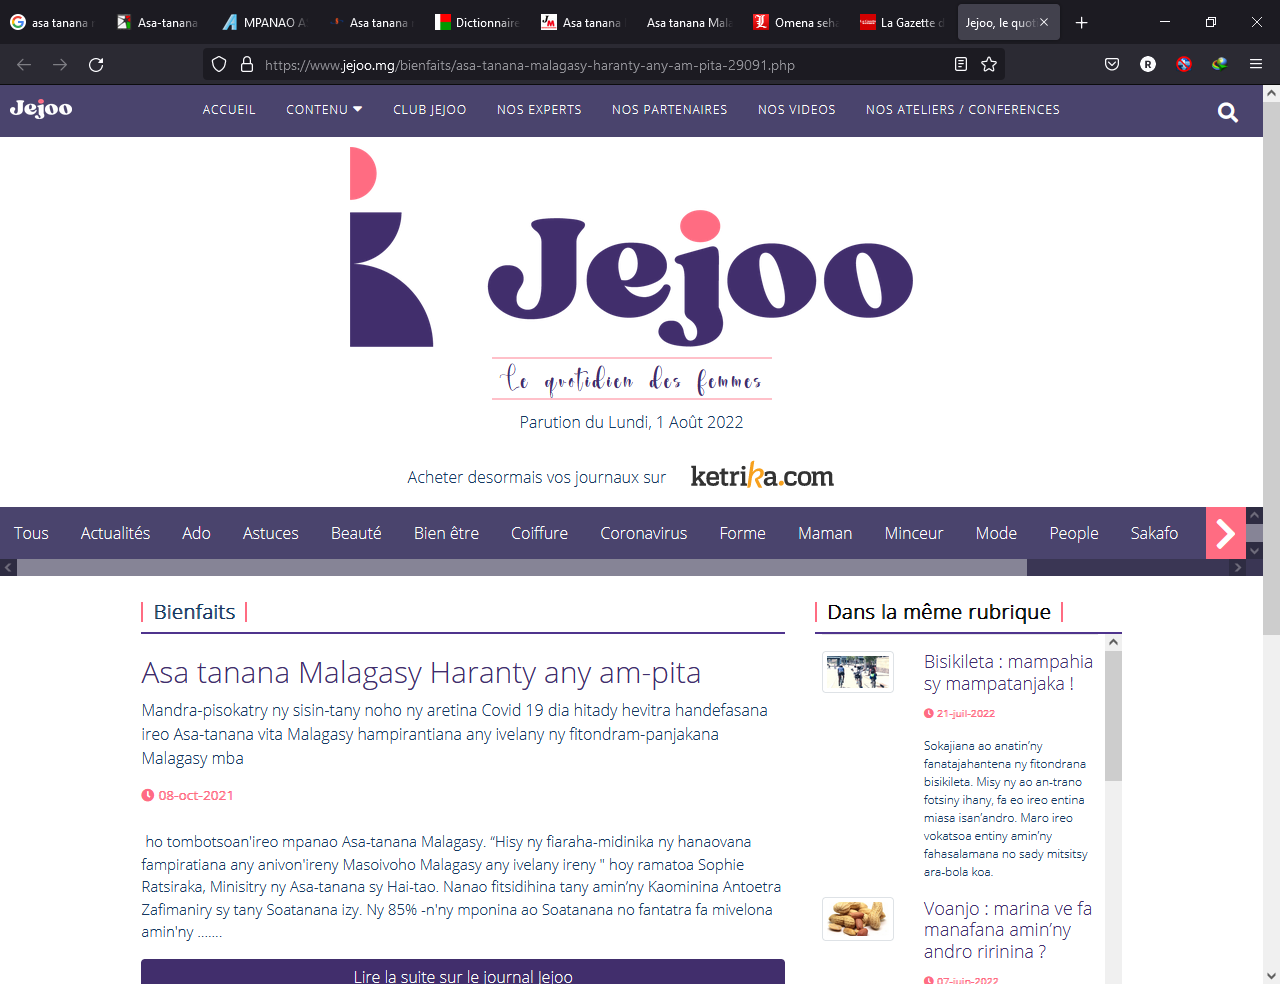 asa tanana
Asa-tanana
MPANAO A
Asa tanana
Dictionnaire
Asa tanana
Asa tanana Mala
Omena seha
La Gazette d
Jejoo, le quot
https://www.jejoo.mg/bienfaits/asa-tanana-malagasy-haranty-any-am-pita-29091.php
Jejoo
ACCUEIL CONTENU CLUB JEJOO NOS EXPERTS NOS PARTENAIRES NOS VIDEOS NOS ATELIERS / CONFERENCES
Jejoo
Le quotidien des femmes
Parution du Lundi, 1 Août 2022
Acheter desormais vos journaux sur ketrika.com
Tous Actualités Ado Astuces Beauté Bien être Coiffure Coronavirus Forme Maman Minceur Mode People Sakafo
Bienfaits
Asa tanana Malagasy Haranty any am-pita
Mandra-pisokatry ny sisin-tany noho ny aretina Covid 19 dia hitady hevitra handefasana
ireo Asa-tanana vita Malagasy hampirantiana any ivelany ny fitondram-panjakana
Malagasy mba
08-oct-2021
ho tombotsoan'ireo mpanao Asa-tanana Malagasy. “Hisy ny fiaraha-midinika ny hanaovana
fampiratiana any anivon'ireny Masoivoho Malagasy any ivelany ireny " hoy ramatoa Sophie
Ratsiraka, Minisitry ny Asa-tanana sy Hai-tao. Nanao fitsidihina tany amin’ny Kaominina Antoetra
Zafimaniry sy tany Soatanana izy. Ny 85% -n'ny mponina ao Soatanana no fantatra fa mivelona
amin'ny .......
Lire la suite sur le journal Jejoo
Dans la même rubrique
Bisikileta : mampahia
sy mampatanjaka !
21-juil-2022
Sokajiana ao anatin’ny
fanatajahantena ny fitondrana
bisikileta. Misy ny ao an-trano
fotsiny ihany, fa eo ireo entina
miasa isan’andro. Maro ireo
vokatsoa entiny amin’ny
fahasalamana no sady mitsitsy
ara-bola koa.
Voanjo : marina ve fa
manafana amin’ny
andro ririnina ?
07-juin-2022